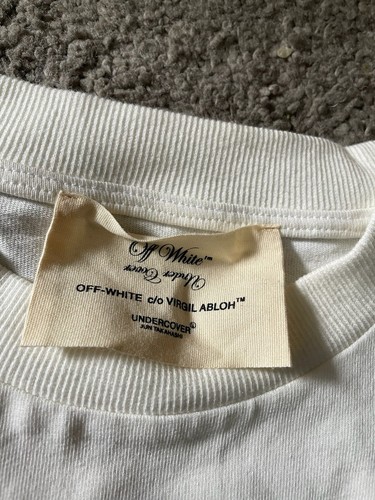 Off White™
Under Cover
OFF-WHITE c/o VIRGIL ABLOH™
UNDERCOVER®
JUN TAKAHASHI